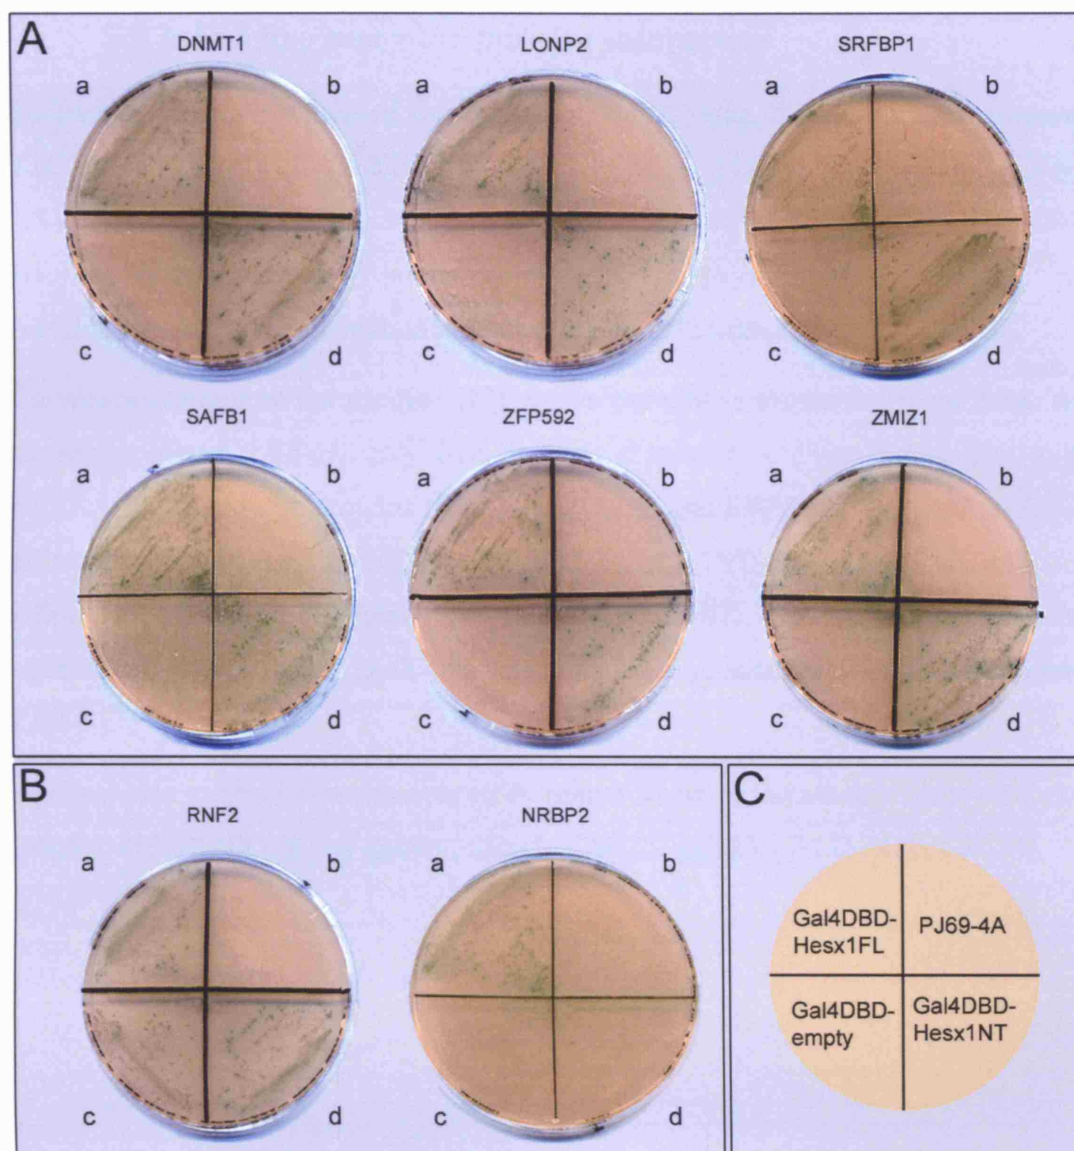 A
DNMT1
LONP2
SRFBP1
a
b
a
b
a
b
c
d
c
d
c
d
SAFB1
ZFP592
ZMIZ1
a
b
a
b
a
b
c
d
c
d
c
d
B
RNF2
NRBP2
a
b
a
b
c
d
c
d
C
Gal4DBD-
Hesx1FL
PJ69-4A
Gal4DBD-
empty
Gal4DBD-
Hesx1NT